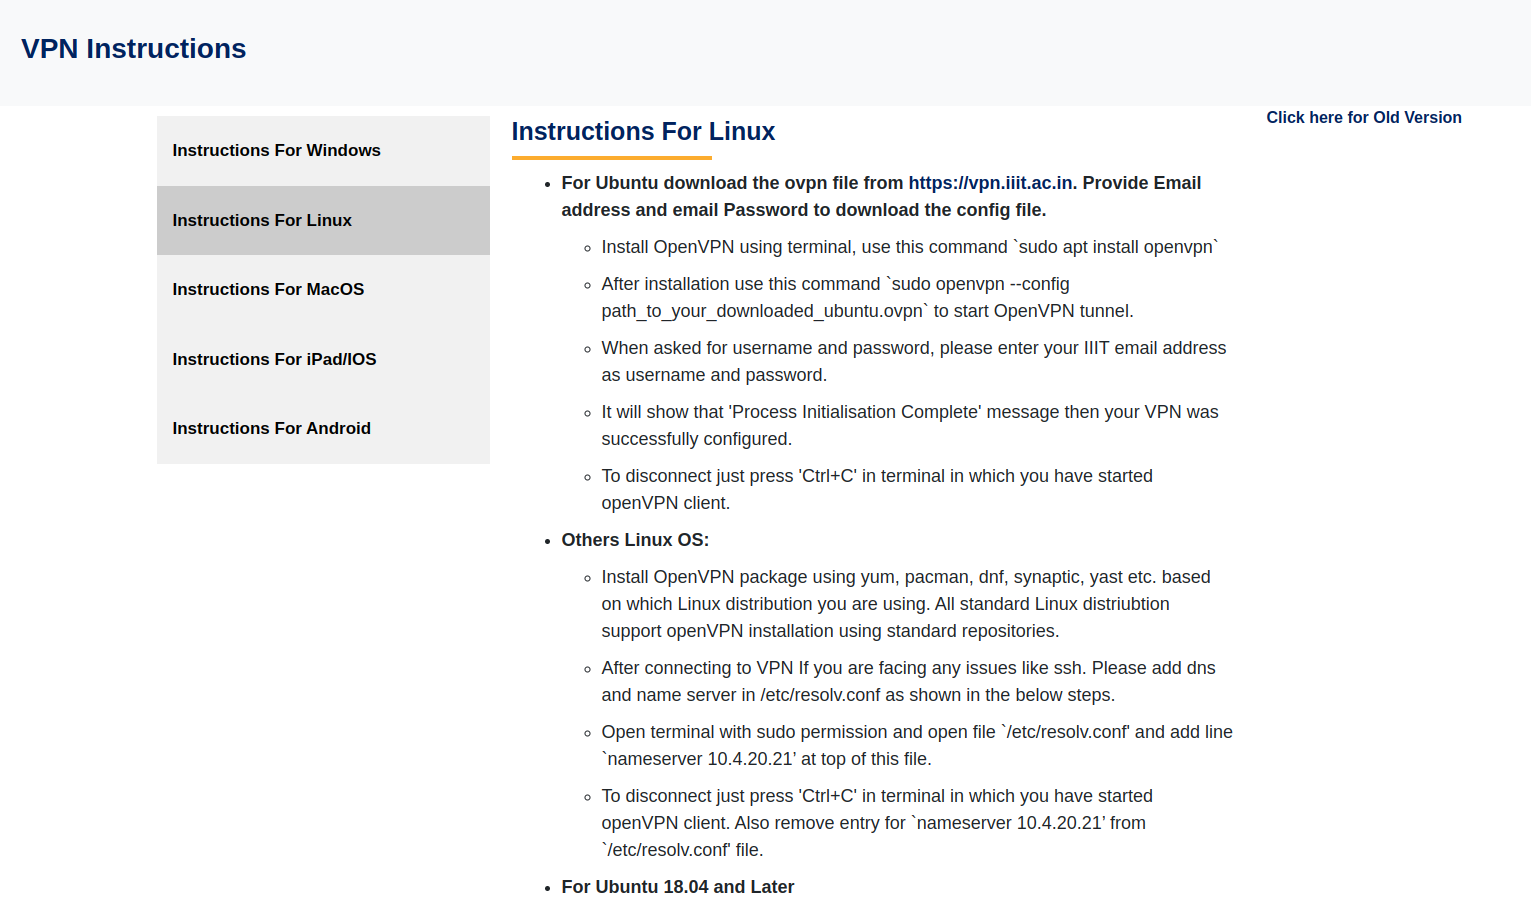 VPN Instructions
Click here for Old Version
Instructions For Windows
Instructions For Linux
Instructions For MacOS
Instructions For iPad/IOS
Instructions For Android
Instructions For Linux
• For Ubuntu download the ovpn file from https://vpn.iiit.ac.in. Provide Email
address and email Password to download the config file.
◦ Install OpenVPN using terminal, use this command `sudo apt install openvpn`
◦ After installation use this command `sudo openvpn --config
path_to_your_downloaded_ubuntu.ovpn` to start OpenVPN tunnel.
◦ When asked for username and password, please enter your IIIT email address
as username and password.
◦ It will show that 'Process Initialisation Complete' message then your VPN was
successfully configured.
◦ To disconnect just press 'Ctrl+C' in terminal in which you have started
openVPN client.
• Others Linux OS:
◦ Install OpenVPN package using yum, pacman, dnf, synaptic, yast etc. based
on which Linux distribution you are using. All standard Linux distriubtion
support openVPN installation using standard repositories.
◦ After connecting to VPN If you are facing any issues like ssh. Please add dns
and name server in /etc/resolv.conf as shown in the below steps.
◦ Open terminal with sudo permission and open file `/etc/resolv.conf' and add line
`nameserver 10.4.20.21’ at top of this file.
◦ To disconnect just press 'Ctrl+C' in terminal in which you have started
openVPN client. Also remove entry for `nameserver 10.4.20.21’ from
`/etc/resolv.conf' file.
• For Ubuntu 18.04 and Later